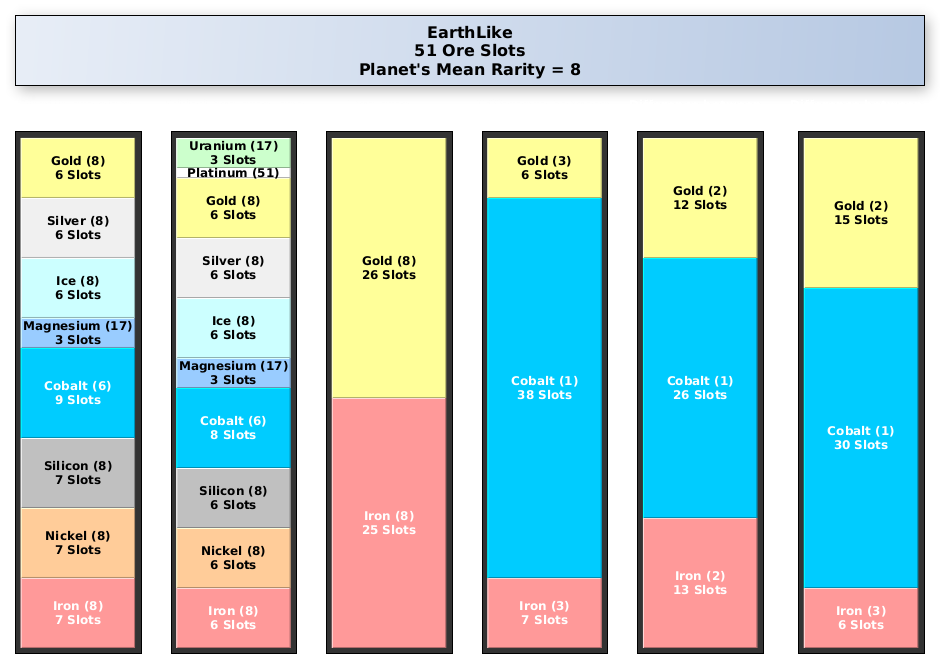 EarthLike
51 Ore Slots
Planet's Mean Rarity = 8
Gold (8)
6 Slots
Silver (8)
6 Slots
Ice (8)
6 Slots
Magnesium (17)
3 Slots
Cobalt (6)
9 Slots
Silicon (8)
7 Slots
Nickel (8)
7 Slots
Iron (8)
7 Slots
Uranium (17)
3 Slots
Platinum (51)
Gold (8)
6 Slots
Silver (8)
6 Slots
Ice (8)
6 Slots
Magnesium (17)
3 Slots
Cobalt (6)
8 Slots
Silicon (8)
6 Slots
Nickel (8)
6 Slots
Iron (8)
6 Slots
Gold (8)
26 Slots
Iron (8)
25 Slots
Gold (3)
6 Slots
Cobalt (1)
38 Slots
Iron (3)
7 Slots
Gold (2)
12 Slots
Cobalt (1)
26 Slots
Iron (2)
13 Slots
Gold (2)
15 Slots
Cobalt (1)
30 Slots
Iron (3)
6 Slots